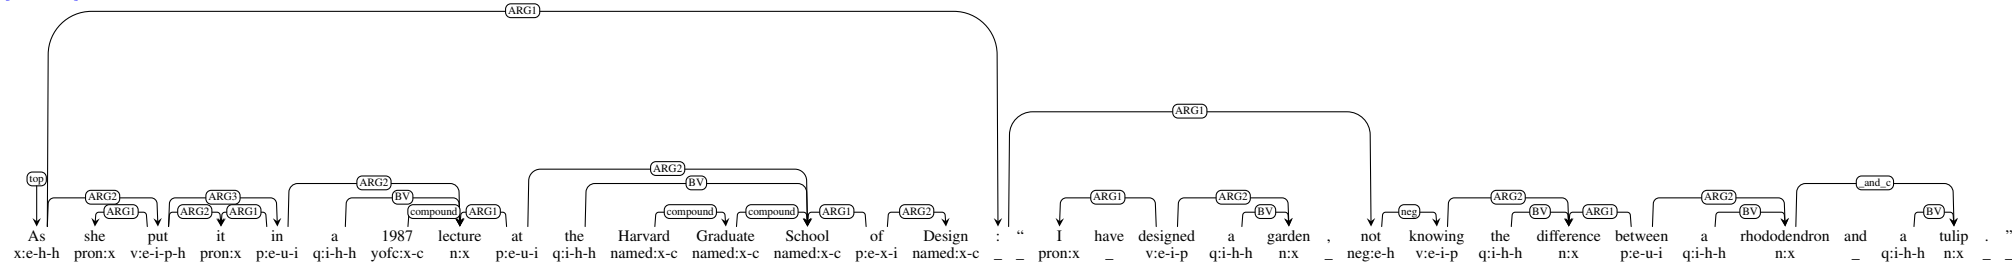 ARG1
ARG1
ARG2
top ARG2 BV _and_c
ARG2 ARG3 BV ARG1 ARG2 ARG2 ARG2
ARG1 ARG2 ARG1 compound ARG1 compound compound ARG1 ARG2 BV neg BV ARG1 BV BV
As she put it in a 1987 lecture at the Harvard Graduate School of Design : “ I have designed a garden , not knowing the difference between a rhododendron and a tulip . ”
x:e-h-h pron:x v:e-i-p-h pron:x p:e-u-i q:i-h-h yofc:x-c n:x p:e-u-i q:i-h-h named:x-c named:x-c named:x-c p:e-x-i named:x-c _ _ pron:x _ v:e-i-p q:i-h-h n:x _ neg:e-h v:e-i-p q:i-h-h n:x p:e-u-i q:i-h-h n:x _ q:i-h-h n:x _ _